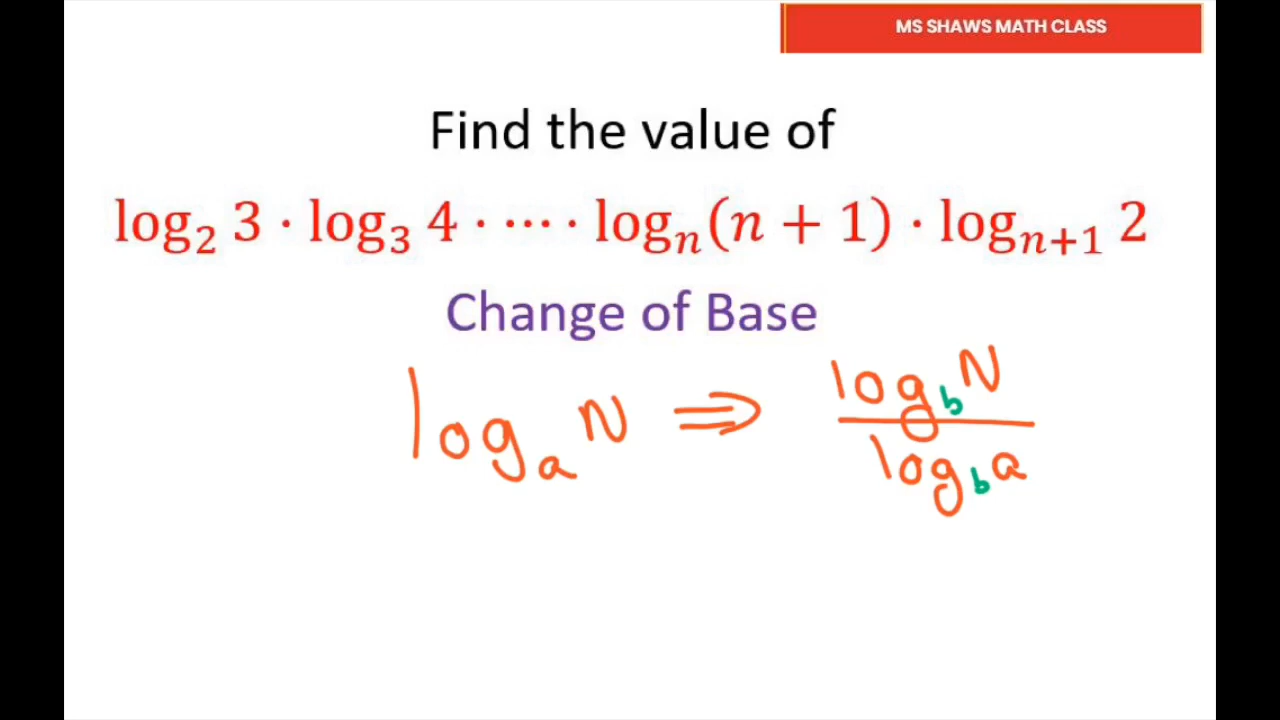 MS SHAWS MATH CLASS
Find the value of
log₂ 3 · log₃ 4 · ⋯ · logₙ(n + 1) · logₙ₊₁ 2
Change of Base
logₐ N ⇒ log_b N / log_b a